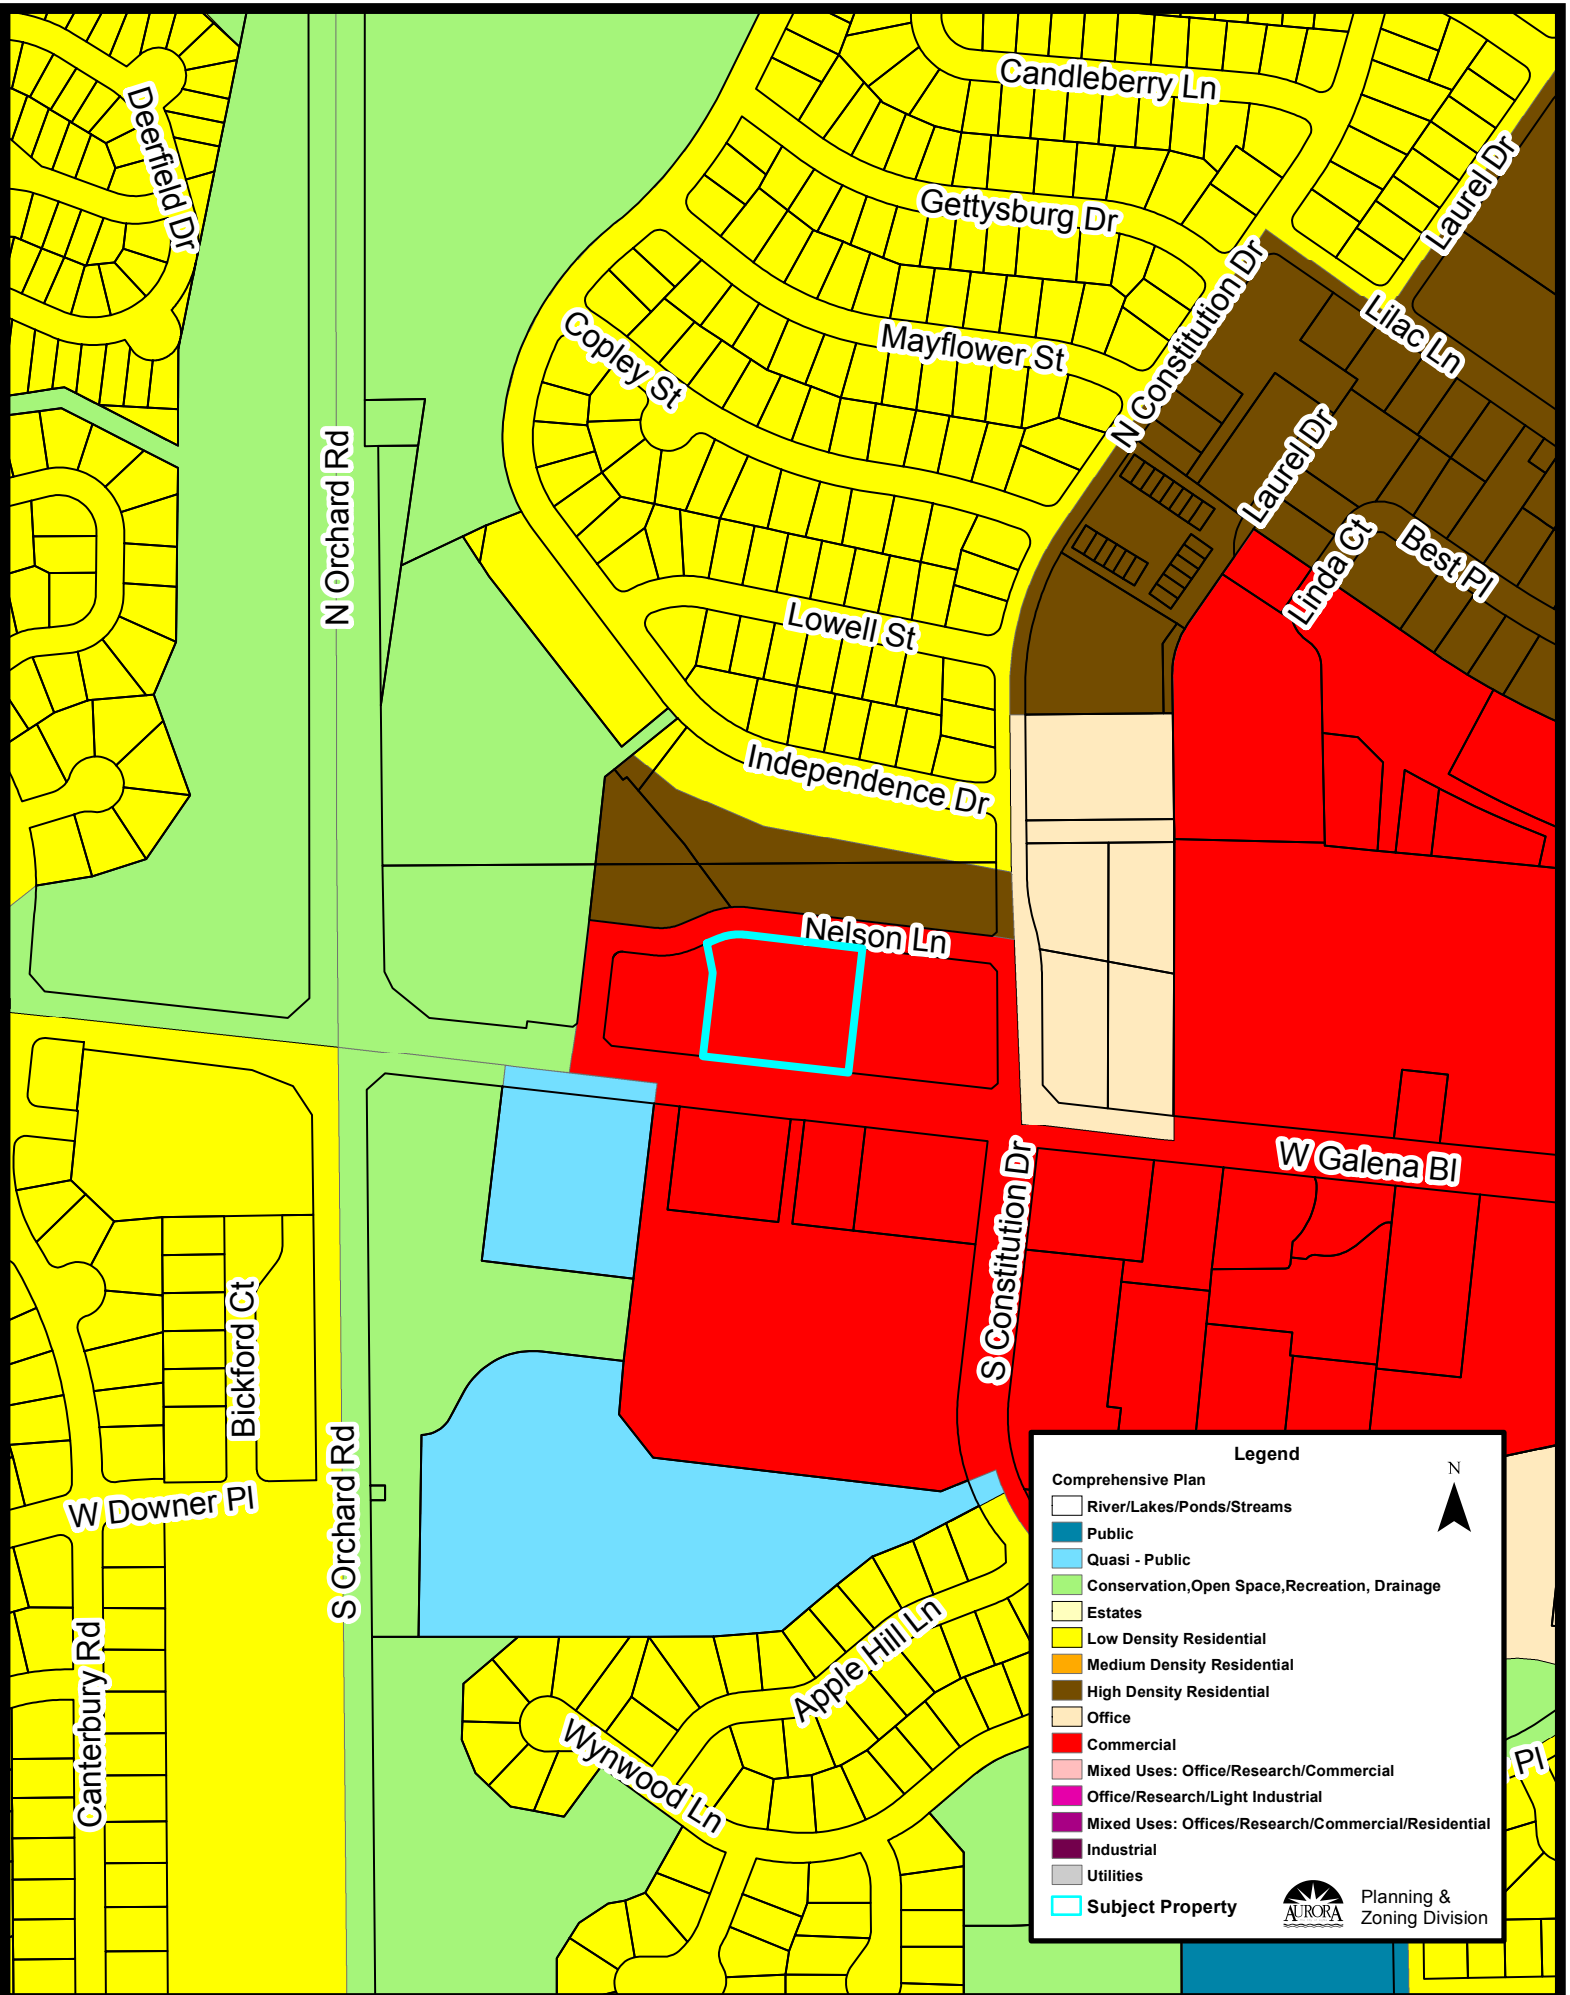 Candleberry Ln
Deerfield Dr
Laurel Dr
Gettysburg Dr
N Constitution Dr
Lilac Ln
Mayflower St
Copley St
Laurel Dr
N Orchard Rd
Linda Ct
Best Pl
Lowell St
Independence Dr
Nelson Ln
W Galena Bl
S Constitution Dr
Bickford Ct
W Downer Pl
S Orchard Rd
Canterbury Rd
Apple Hill Ln
Wynwood Ln
Pl
Legend
Comprehensive Plan
N
River/Lakes/Ponds/Streams
Public
Quasi - Public
Conservation,Open Space,Recreation, Drainage
Estates
Low Density Residential
Medium Density Residential
High Density Residential
Office
Commercial
Mixed Uses: Office/Research/Commercial
Office/Research/Light Industrial
Mixed Uses: Offices/Research/Commercial/Residential
Industrial
Utilities
Subject Property
AURORA
Planning &
Zoning Division